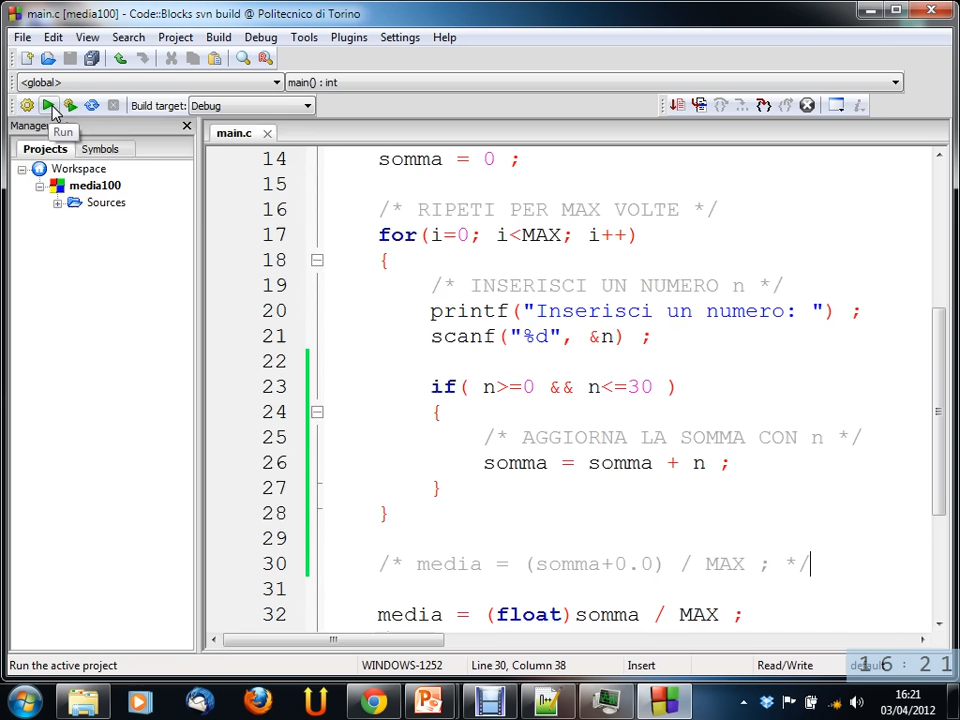 main.c [media100] - Code::Blocks svn build @ Politecnico di Torino
File Edit View Search Project Build Debug Tools Plugins Settings Help
<global> main() : int
Build target: Debug
Manage
Run
main.c
Projects Symbols
Workspace
media100
Sources
14 somma = 0 ;
15
16 /* RIPETI PER MAX VOLTE */
17 for(i=0; i<MAX; i++)
18 {
19 /* INSERISCI UN NUMERO n */
20 printf("Inserisci un numero: ") ;
21 scanf("%d", &n) ;
22
23 if( n>=0 && n<=30 )
24 {
25 /* AGGIORNA LA SOMMA CON n */
26 somma = somma + n ;
27 }
28 }
29
30 /* media = (somma+0.0) / MAX ; */
31
32 media = (float)somma / MAX ;
Run the active project WINDOWS-1252 Line 30, Column 38 Insert Read/Write default
16:21
16:21
03/04/2012